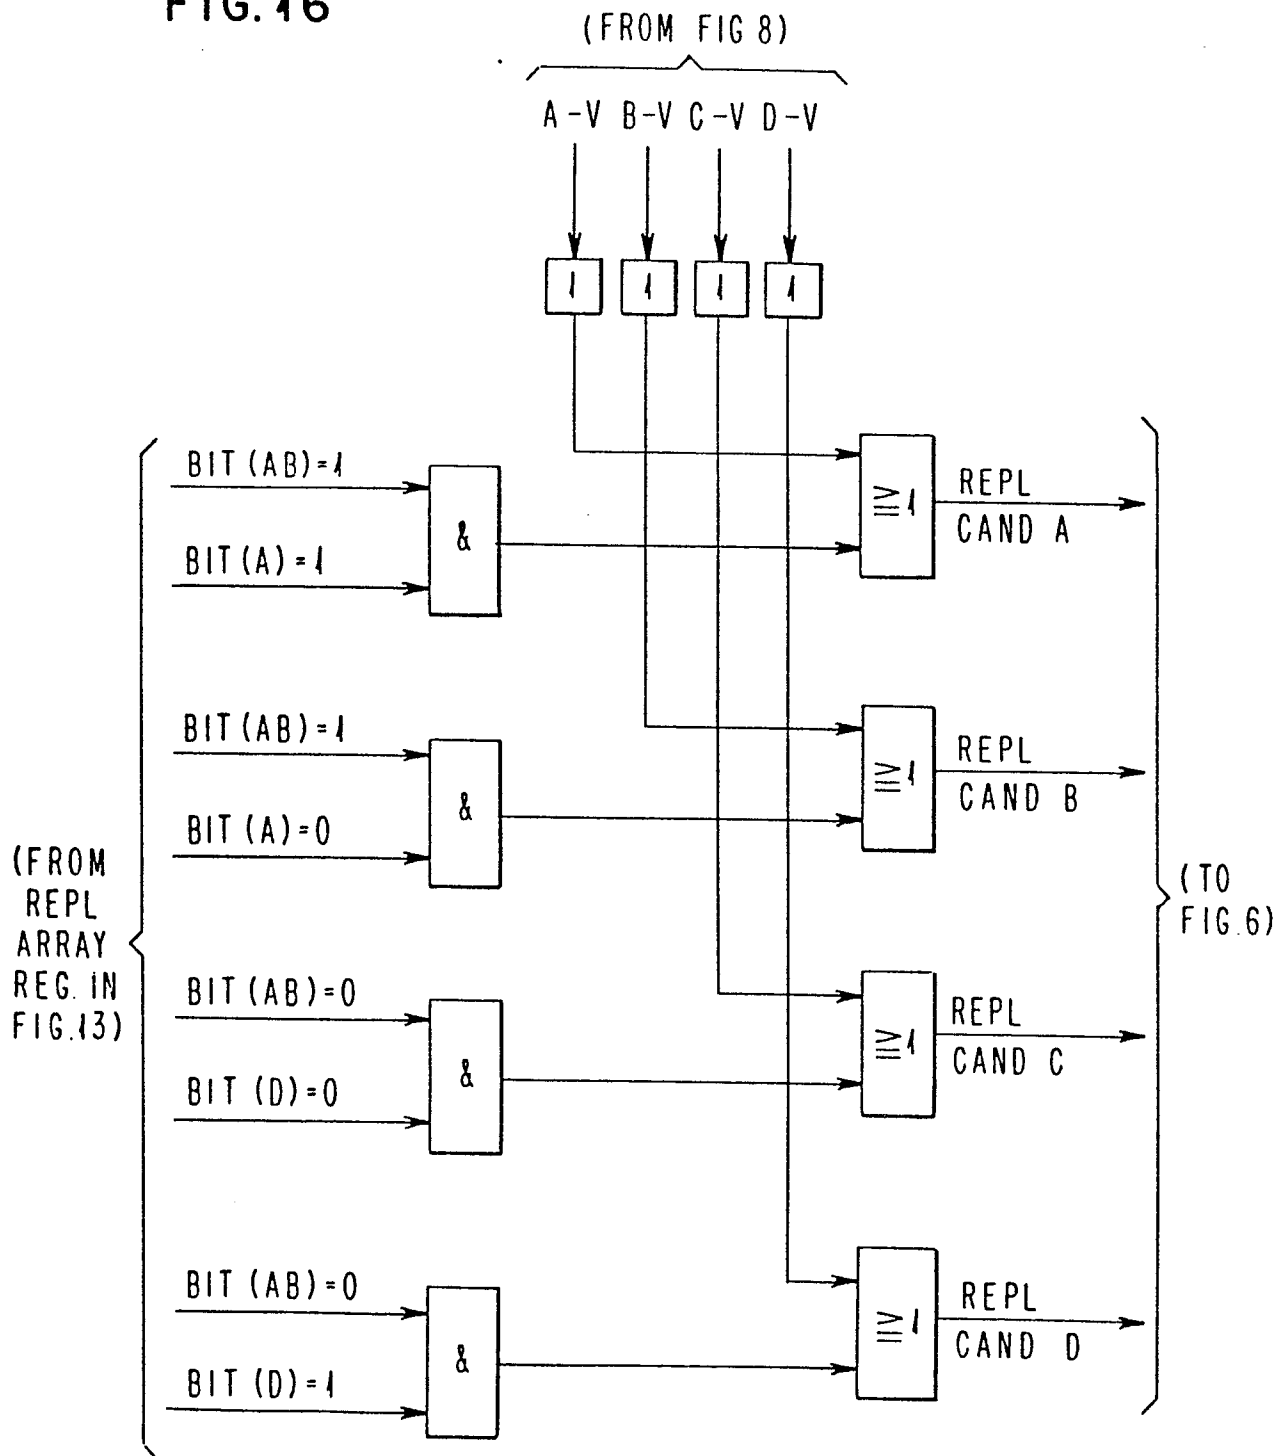 FIG. 16
(FROM FIG 8)
A-V B-V C-V D-V
1 1 1 1
BIT(AB)=1
&
BIT(A)=1
≧1
REPL
CAND A
BIT(AB)=1
&
BIT(A)=0
≧1
REPL
CAND B
(FROM
REPL
ARRAY
REG. IN
FIG.13)
(TO
FIG.6)
BIT(AB)=0
&
BIT(D)=0
≧1
REPL
CAND C
BIT(AB)=0
&
BIT(D)=1
≧1
REPL
CAND D